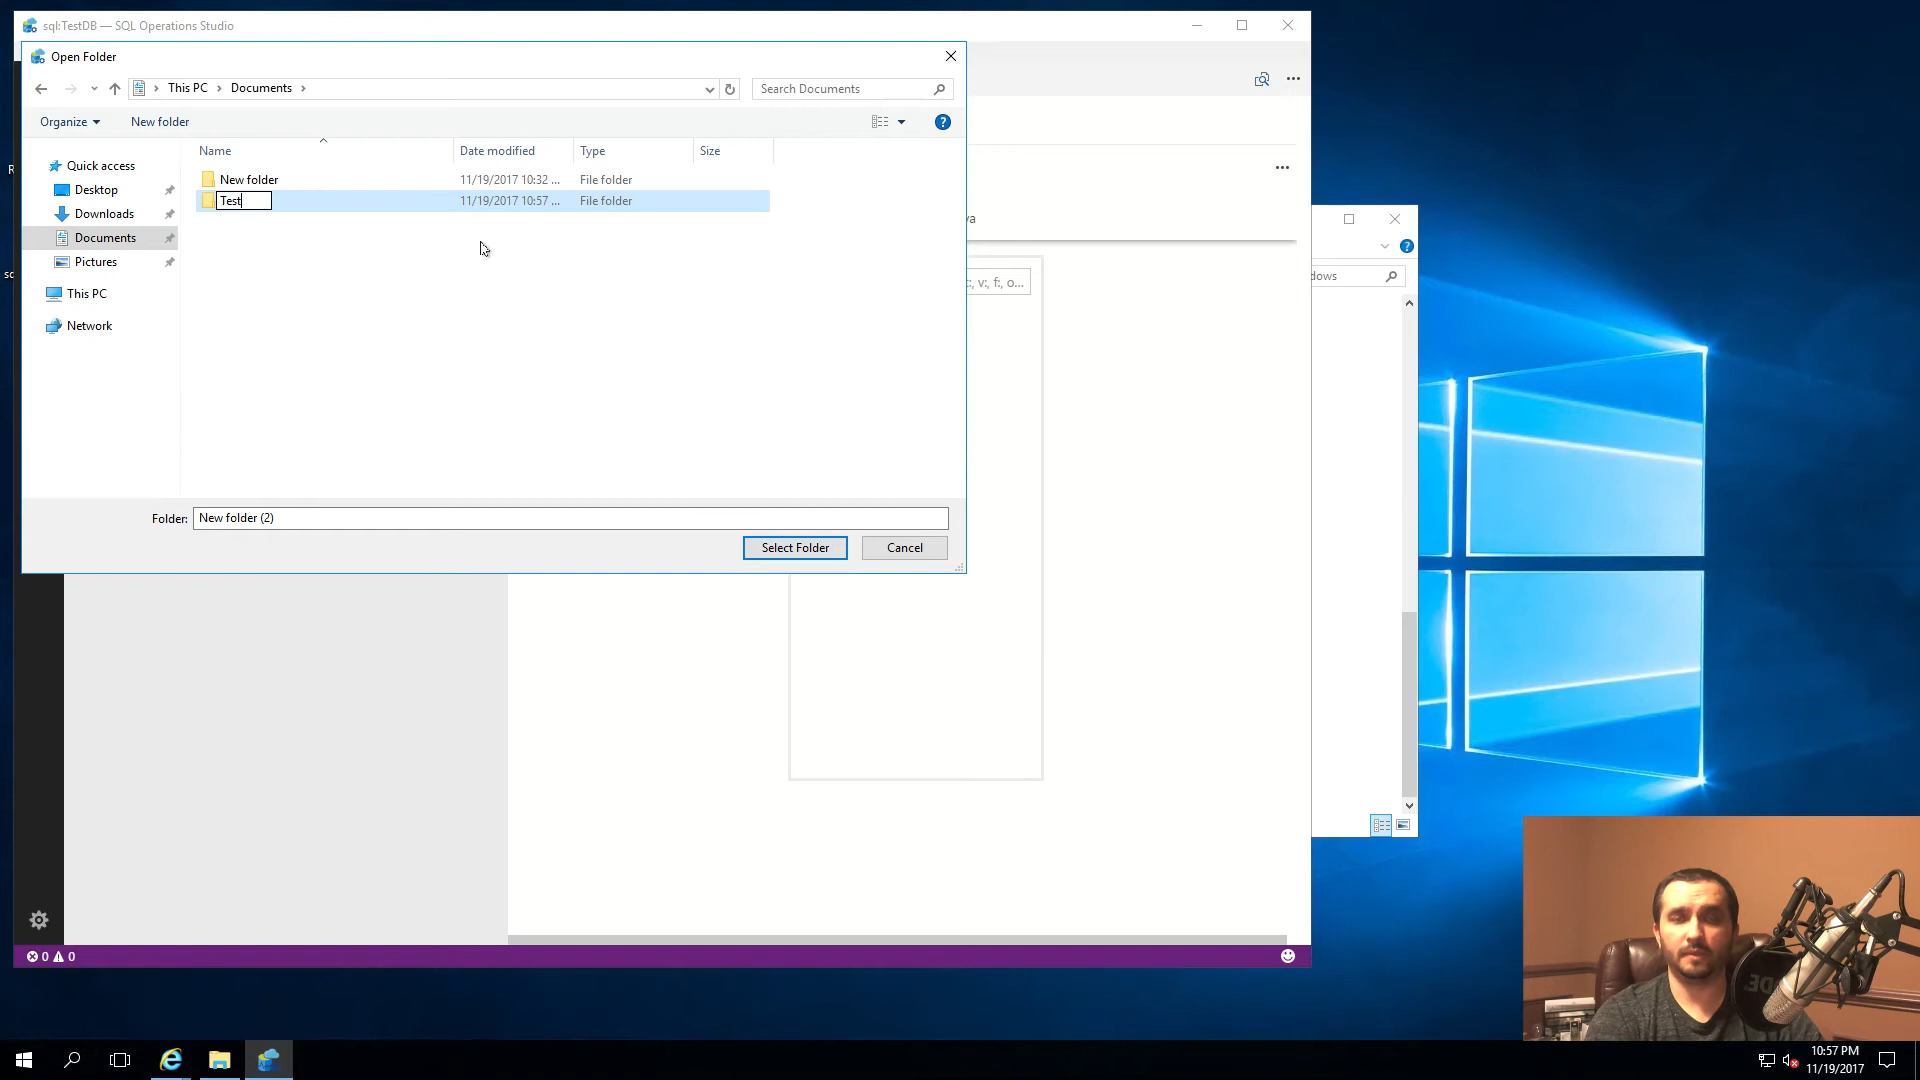 sql:TestDB — SQL Operations Studio
Open Folder
This PC
Documents
Search Documents
Organize
New folder
?
Name
Date modified
Type
Size
Quick access
New folder
11/19/2017 10:32 ...
File folder
Desktop
Test
11/19/2017 10:57 ...
File folder
Downloads
Documents
Pictures
This PC
Network
va
t:, v:, f:, o...
dows
?
Folder:
New folder (2)
Select Folder
Cancel
0
0
10:57 PM
11/19/2017